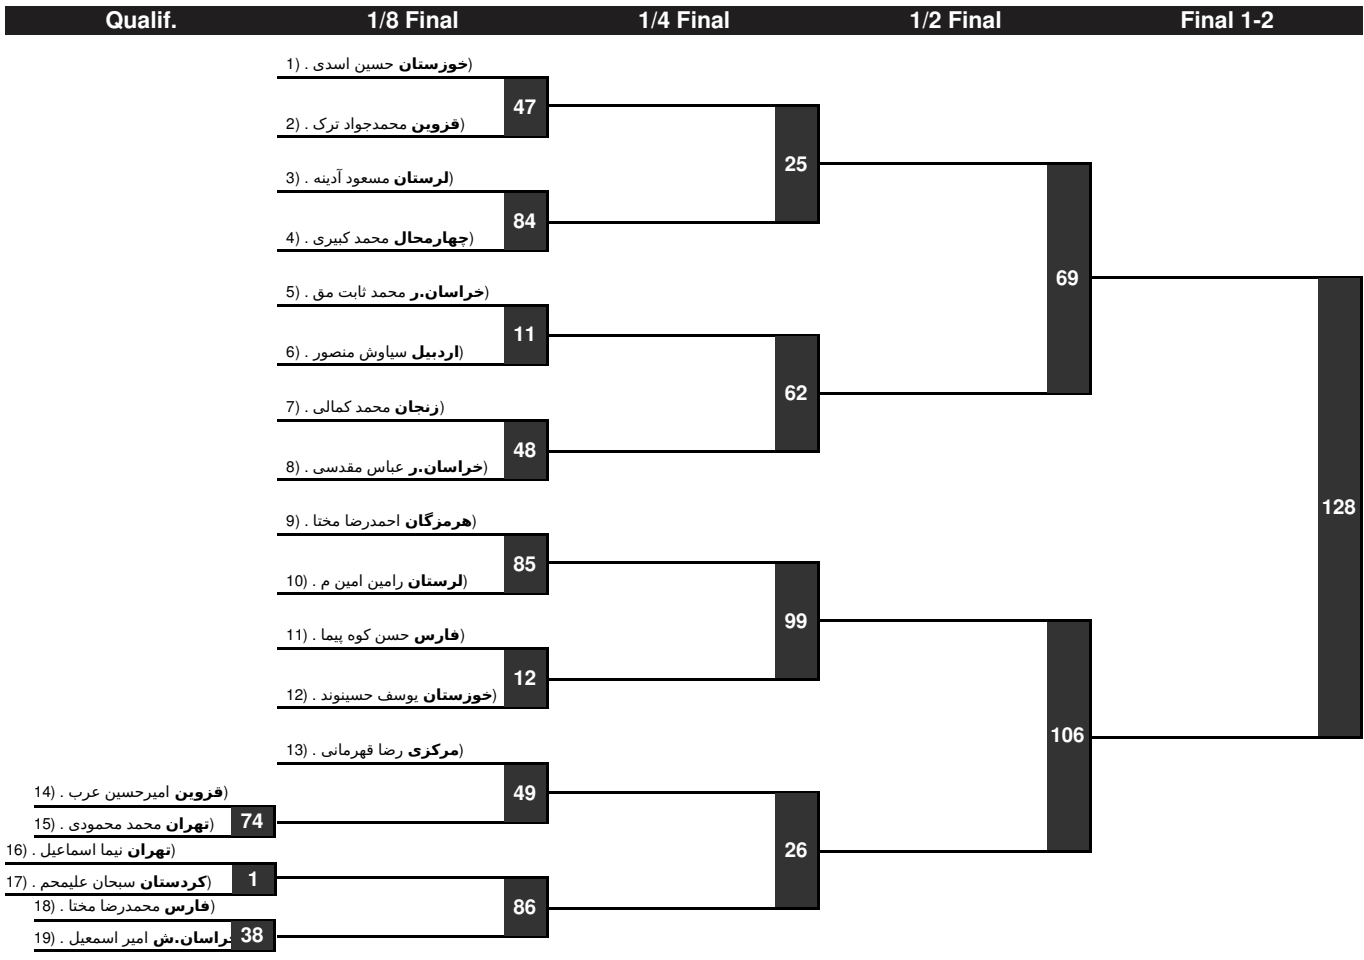 Qualif. 1/8 Final 1/4 Final 1/2 Final Final 1-2
1) . حسین اسدی (خوزستان
47
2) . محمدجواد ترک (قزوین
25
3) . مسعود آدینه (لرستان
84
4) . محمد کبیری (چهارمحال
69
5) . محمد ثابت مق (خراسان.ر
11
6) . سیاوش منصور (اردبیل
62
7) . محمد کمالی (زنجان
48
8) . عباس مقدسی (خراسان.ر
128
9) . احمدرضا مختا (هرمزگان
85
10) . رامین امین م (لرستان
99
11) . حسن کوه پیما (فارس
12
12) . یوسف حسینوند (خوزستان
106
13) . رضا قهرمانی (مرکزی
49
14) . امیرحسین عرب (قزوین
74
15) . محمد محمودی (تهران
16) . نیما اسماعیل (تهران
26
1
17) . سبحان علیمحم (کردستان
18) . محمدرضا مختا (فارس
86
38
19) . امیر اسمعیل (خراسان.ش